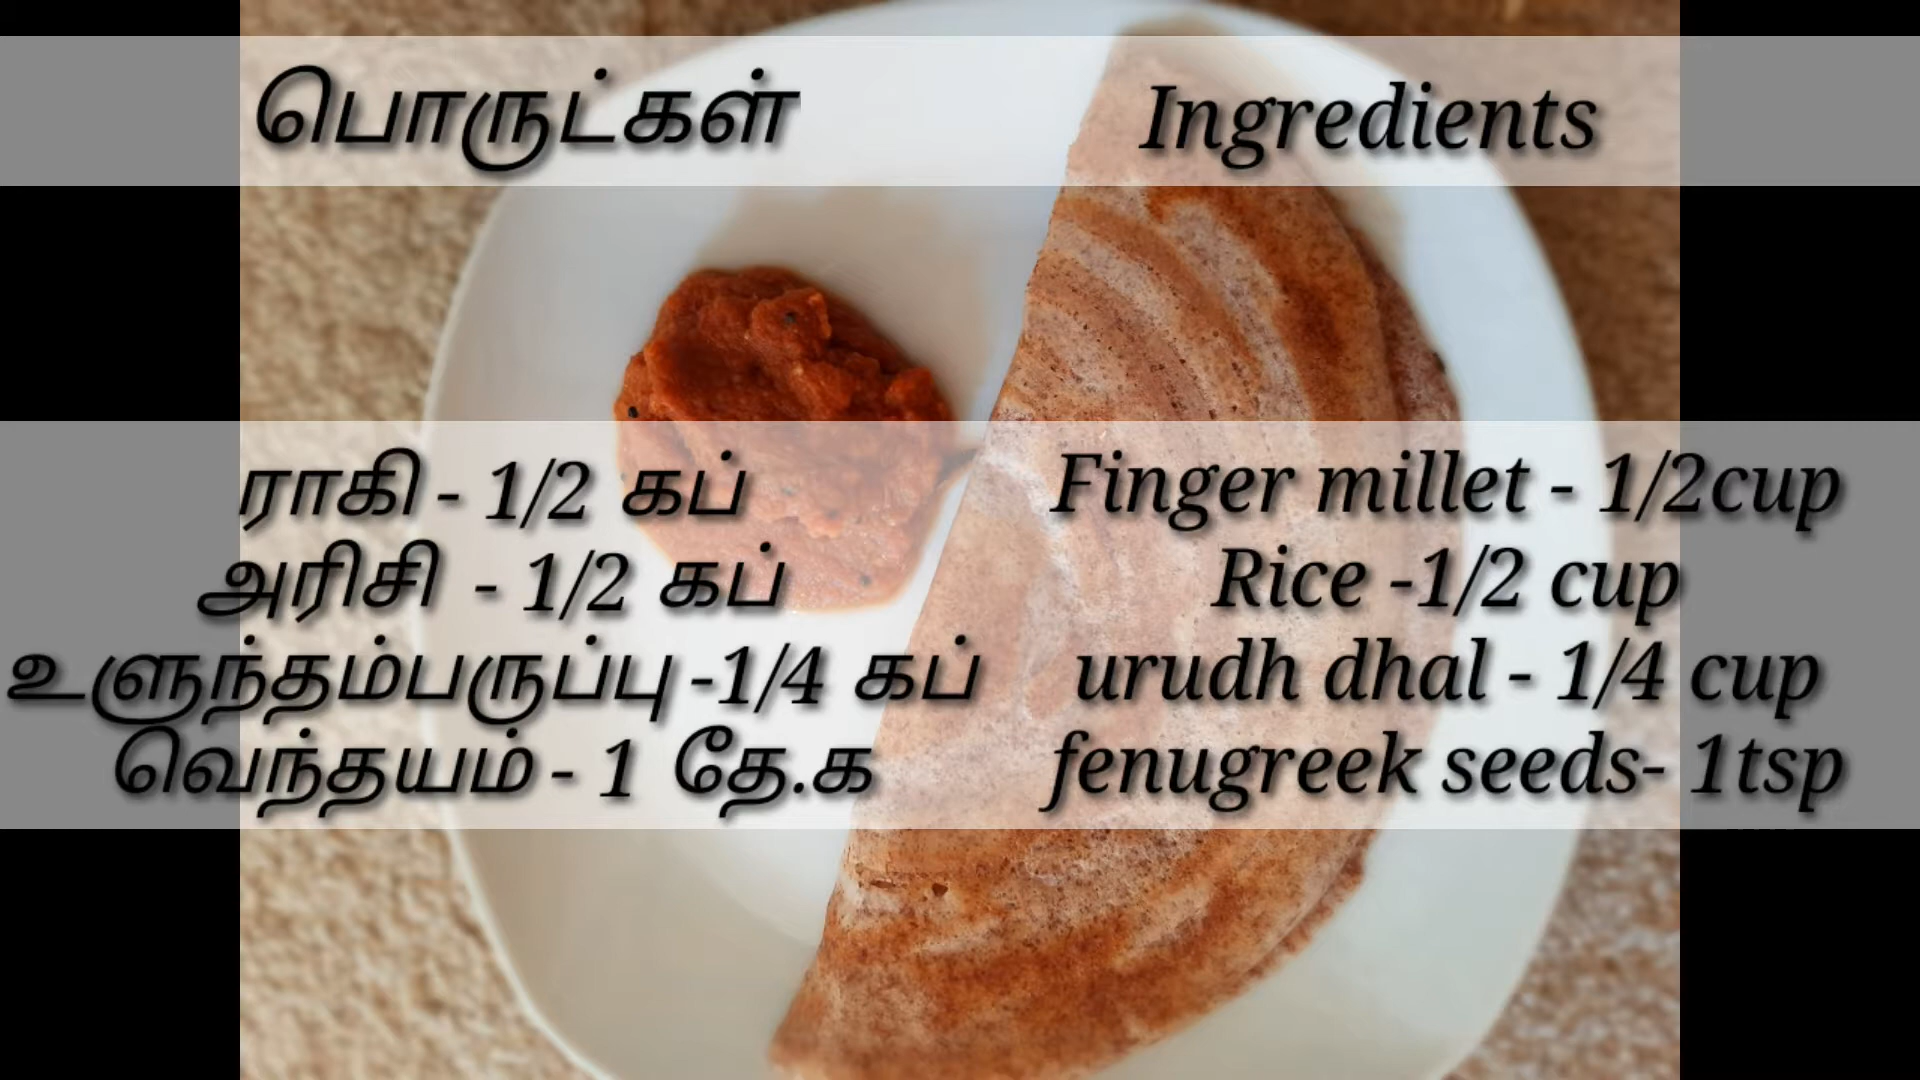 பொருட்கள்
Ingredients
ராகி - 1/2 கப்
அரிசி - 1/2 கப்
உளுந்தம்பருப்பு -1/4 கப்
வெந்தயம் - 1 தே.க
Finger millet - 1/2cup
Rice -1/2 cup
urudh dhal - 1/4 cup
fenugreek seeds- 1tsp